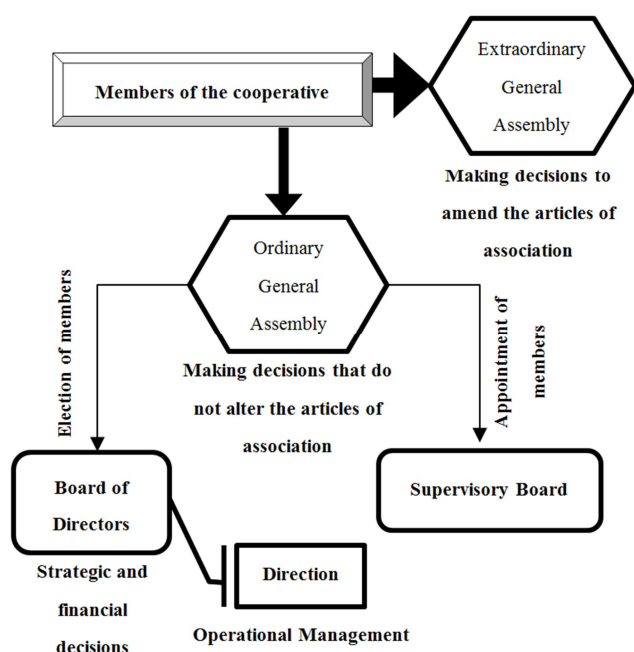 Members of the cooperative
Extraordinary
General
Assembly
Making decisions to
amend the articles of
association
Ordinary
General
Assembly
Making decisions that do
not alter the articles of
association
Election of members
Appointment of
members
Board of
Directors
Strategic and
financial
decisions
Supervisory Board
Direction
Operational Management